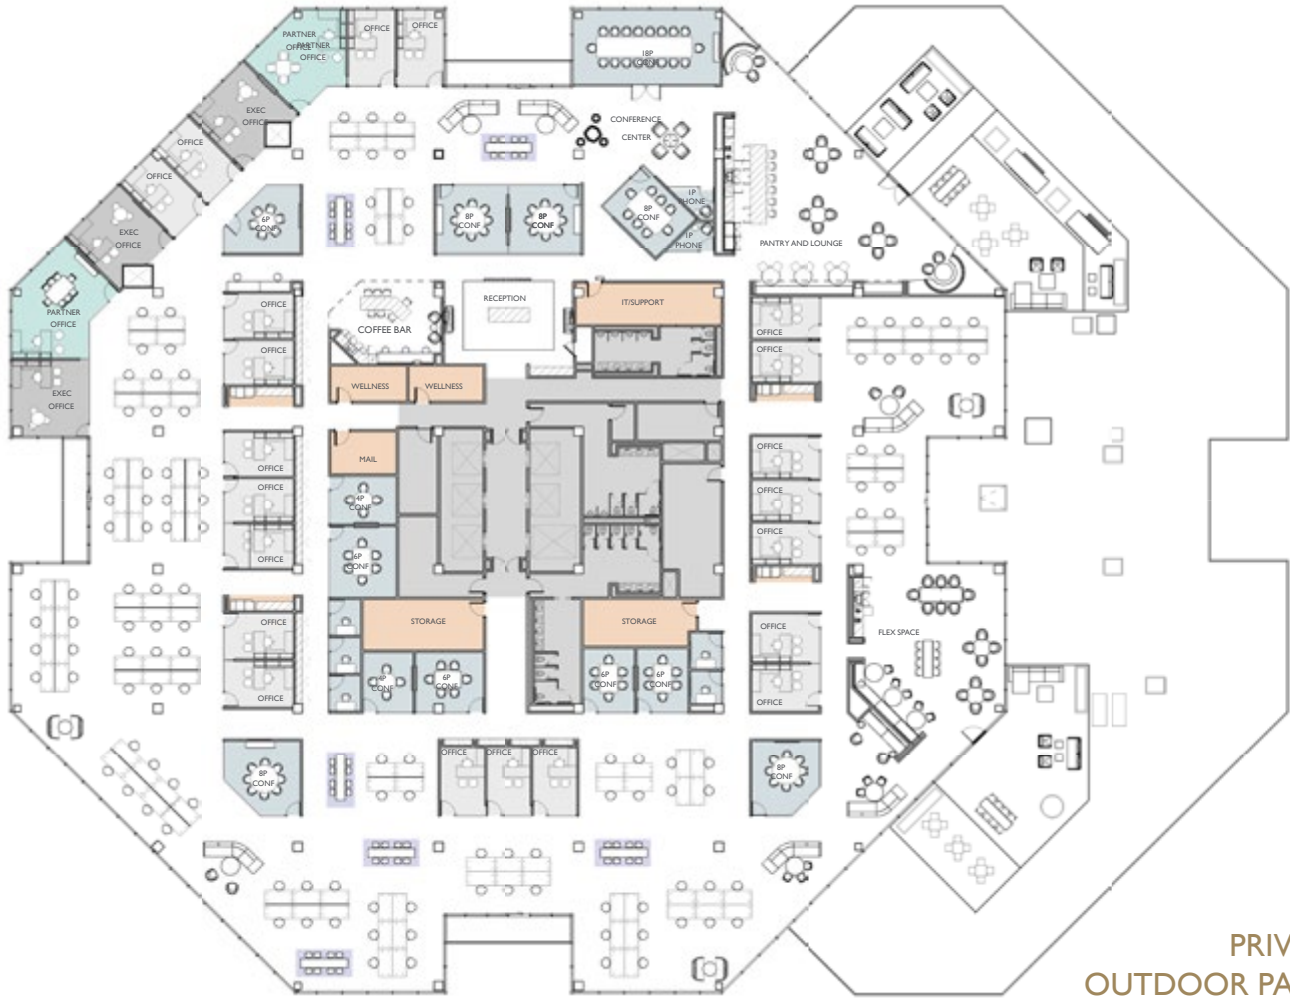 PARTNER
OFFICE
PARTNER
OFFICE
OFFICE
OFFICE
18P
CONF
EXEC
OFFICE
CONFERENCE
CENTER
OFFICE
OFFICE
1P
PHONE
6P
CONF
8P
CONF
8P
CONF
8P
CONF
EXEC
OFFICE
1P
PHONE
PANTRY AND LOUNGE
RECEPTION
IT/SUPPORT
OFFICE
PARTNER
OFFICE
COFFEE BAR
OFFICE
OFFICE
OFFICE
EXEC
OFFICE
WELLNESS
WELLNESS
MAIL
OFFICE
OFFICE
OFFICE
4P
CONF
OFFICE
OFFICE
6P
CONF
OFFICE
OFFICE
STORAGE
STORAGE
OFFICE
OFFICE
FLEX SPACE
4P
CONF
6P
CONF
6P
CONF
6P
CONF
OFFICE
OFFICE
OFFICE
OFFICE
OFFICE
8P
CONF
8P
CONF
PRIV
OUTDOOR PA